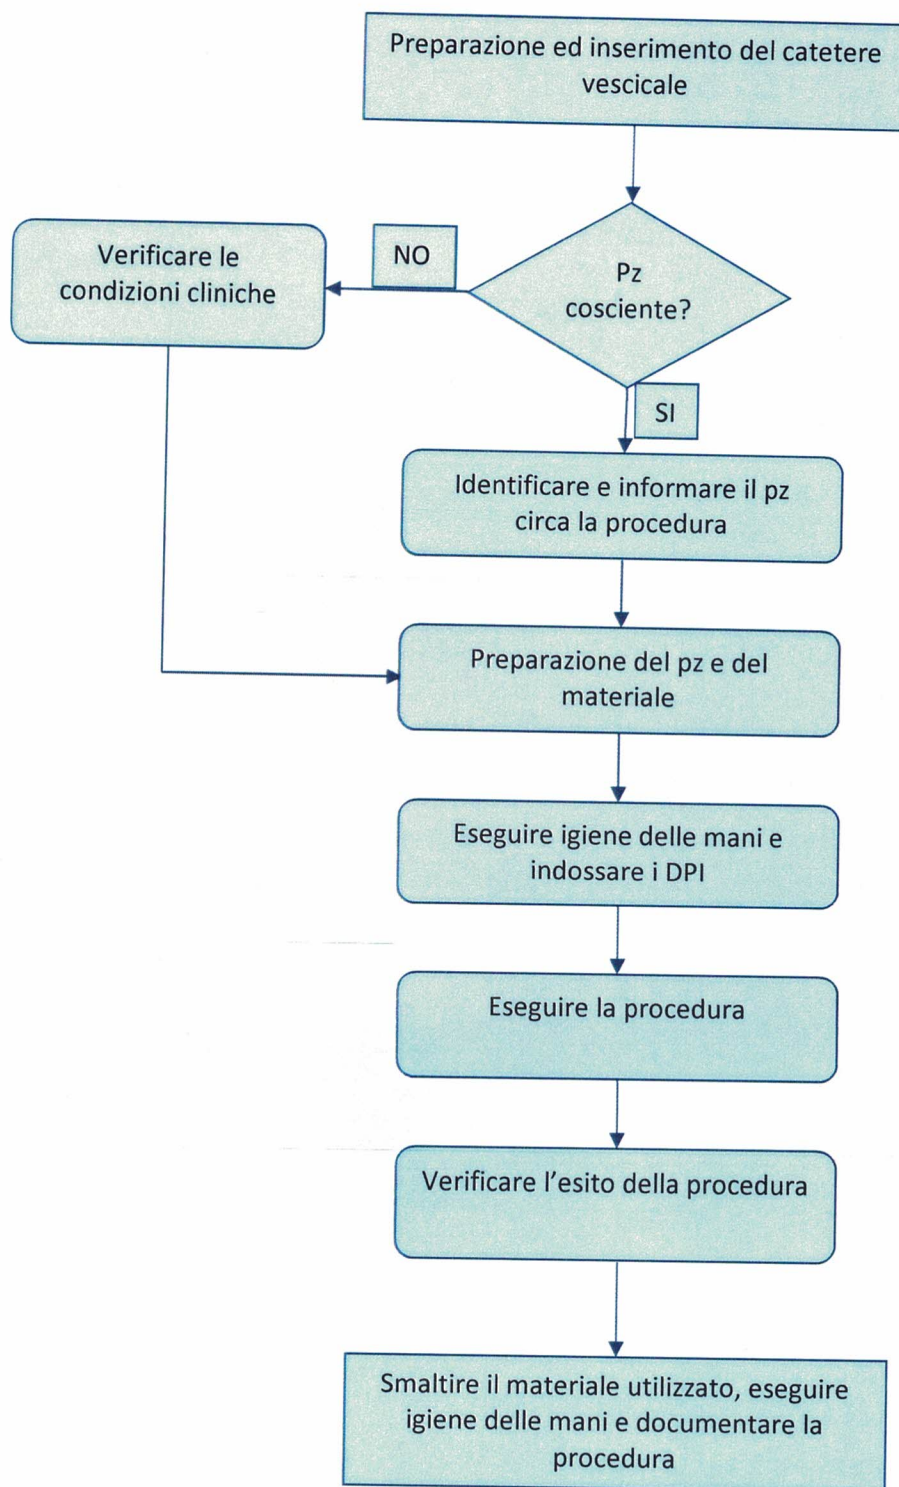 Preparazione ed inserimento del catetere
vescicale
Pz
cosciente?
NO
Verificare le
condizioni cliniche
SI
Identificare e informare il pz
circa la procedura
Preparazione del pz e del
materiale
Eseguire igiene delle mani e
indossare i DPI
Eseguire la procedura
Verificare l'esito della procedura
Smaltire il materiale utilizzato, eseguire
igiene delle mani e documentare la
procedura